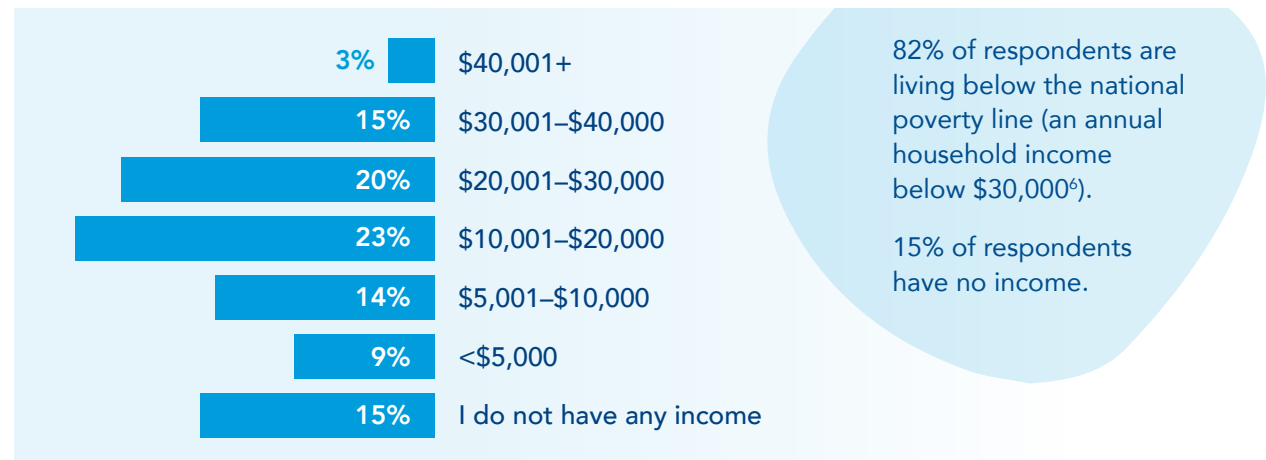 3% $40,001+
15% $30,001–$40,000
20% $20,001–$30,000
23% $10,001–$20,000
14% $5,001–$10,000
9% <$5,000
15% I do not have any income
82% of respondents are
living below the national
poverty line (an annual
household income
below $30,000⁶).
15% of respondents
have no income.